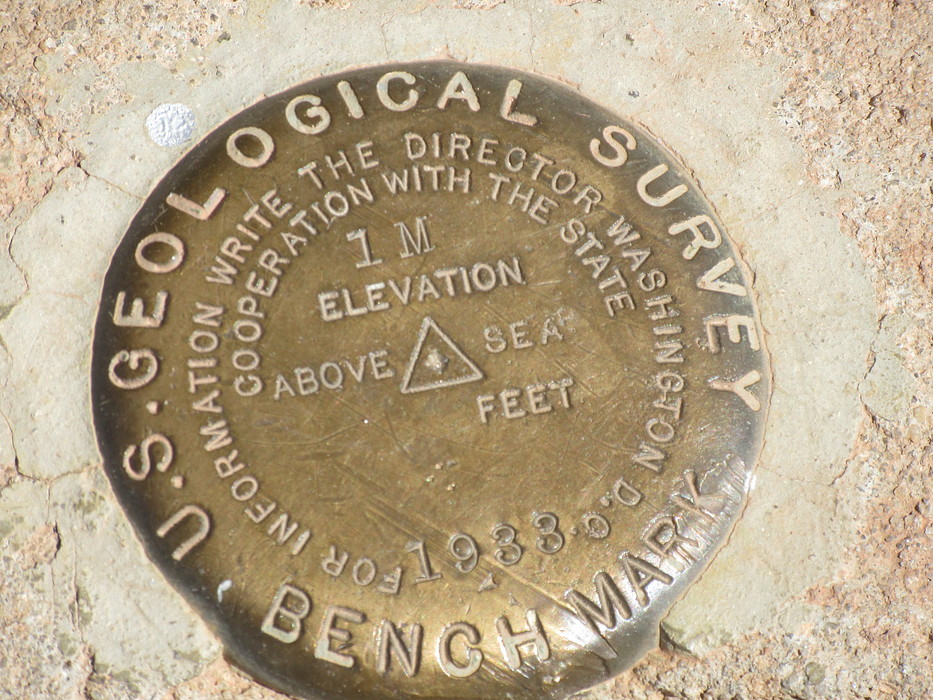 U.S. GEOLOGICAL SURVEY
BENCH MARK
FOR INFORMATION WRITE THE DIRECTOR WASHINGTON D.C.
COOPERATION WITH THE STATE
1 M
ELEVATION
ABOVE SEA
FEET
1933